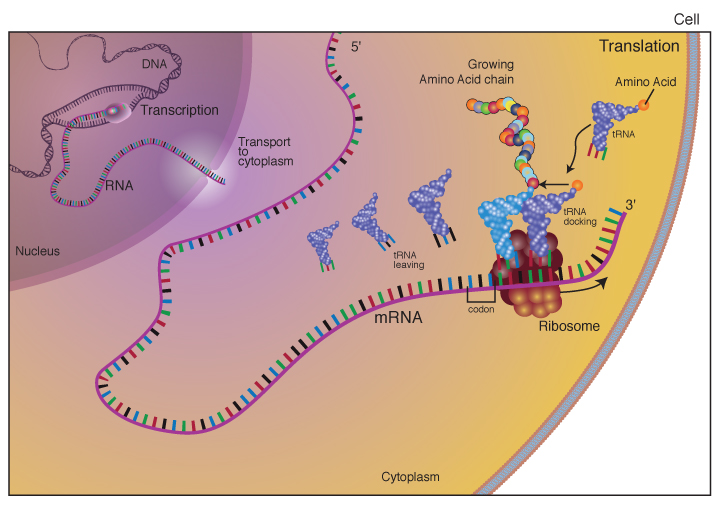 Cell
Translation
5'
DNA
Growing
Amino Acid chain
Amino Acid
Transcription
tRNA
Transport
to
cytoplasm
RNA
3'
tRNA
docking
Nucleus
tRNA
leaving
codon
mRNA
Ribosome
Cytoplasm